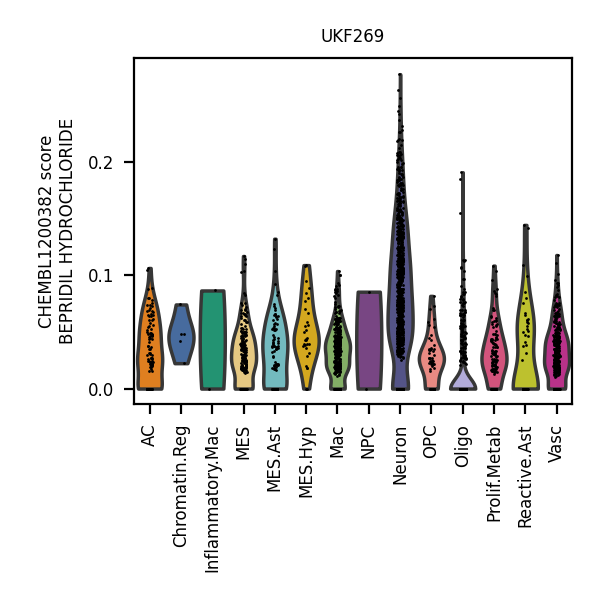 UKF269
CHEMBL1200382 score
BEPRIDIL HYDROCHLORIDE
0.2
0.1
0.0
AC
Chromatin.Reg
Inflammatory.Mac
MES
MES.Ast
MES.Hyp
Mac
NPC
Neuron
OPC
Oligo
Prolif.Metab
Reactive.Ast
Vasc